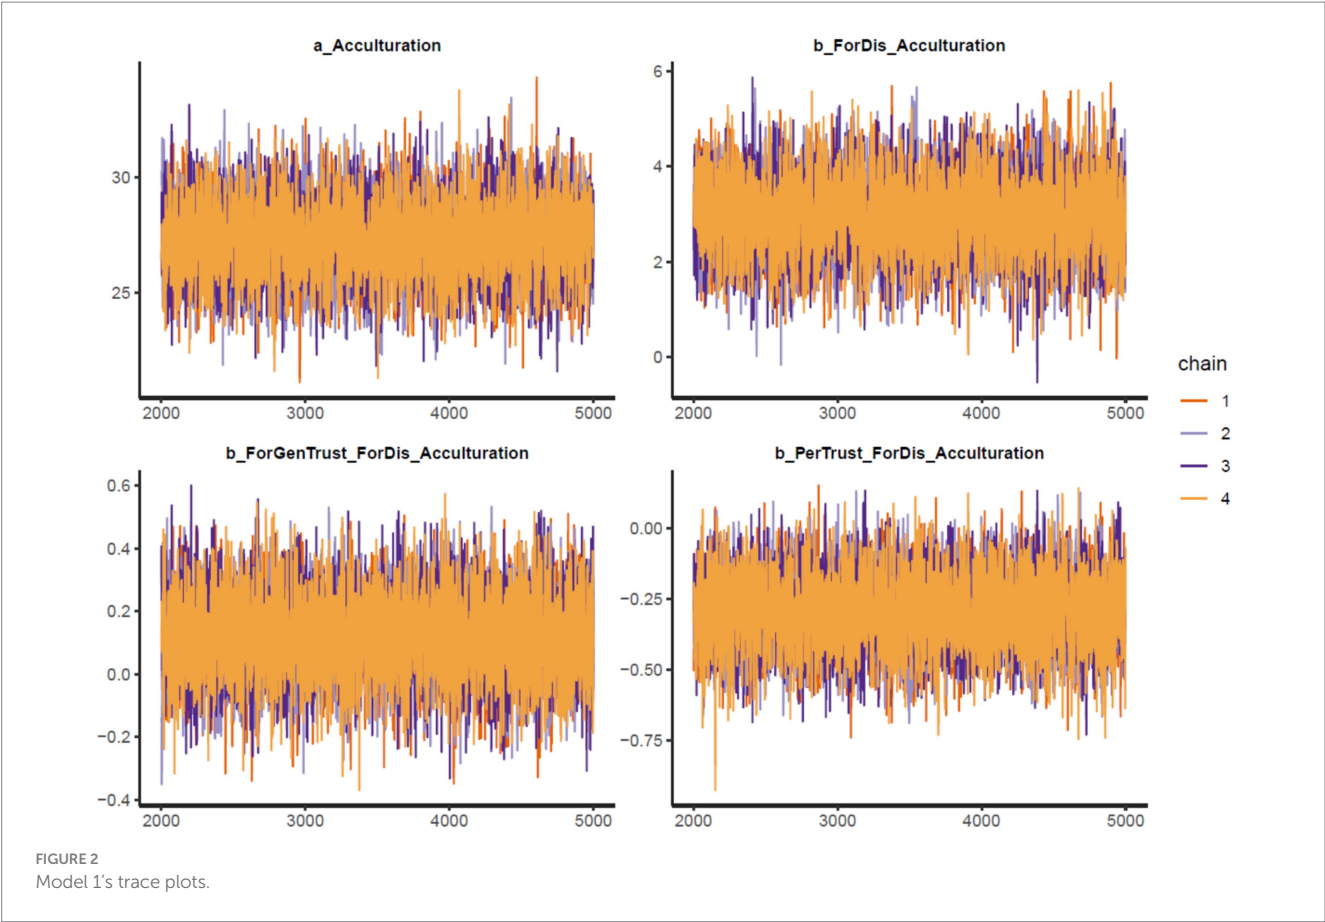 a_Acculturation
b_ForDis_Acculturation
30
25
2000 3000 4000 5000
6
4
2
0
2000 3000 4000 5000
b_ForGenTrust_ForDis_Acculturation
b_PerTrust_ForDis_Acculturation
0.6
0.4
0.2
0.0
−0.2
−0.4
2000 3000 4000 5000
0.00
−0.25
−0.50
−0.75
2000 3000 4000 5000
chain
1
2
3
4
FIGURE 2
Model 1’s trace plots.